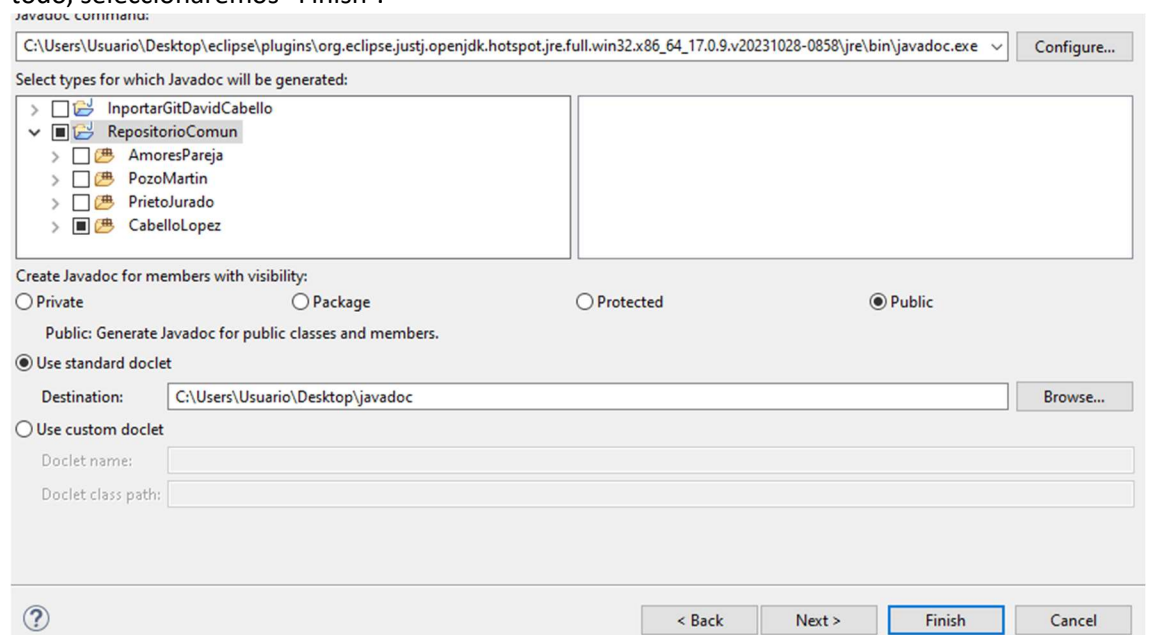 todo, seleccionaremos "Finish".
Javadoc command:
C:\Users\Usuario\Desktop\eclipse\plugins\org.eclipse.justj.openjdk.hotspot.jre.full.win32.x86_64_17.0.9.v20231028-0858\jre\bin\javadoc.exe Configure...
Select types for which Javadoc will be generated:
InportarGitDavidCabello
RepositorioComun
AmoresPareja
PozoMartin
PrietoJurado
CabelloLopez
Create Javadoc for members with visibility:
Private Package Protected Public
Public: Generate Javadoc for public classes and members.
Use standard doclet
Destination: C:\Users\Usuario\Desktop\javadoc Browse...
Use custom doclet
Doclet name:
Doclet class path:
? < Back Next > Finish Cancel